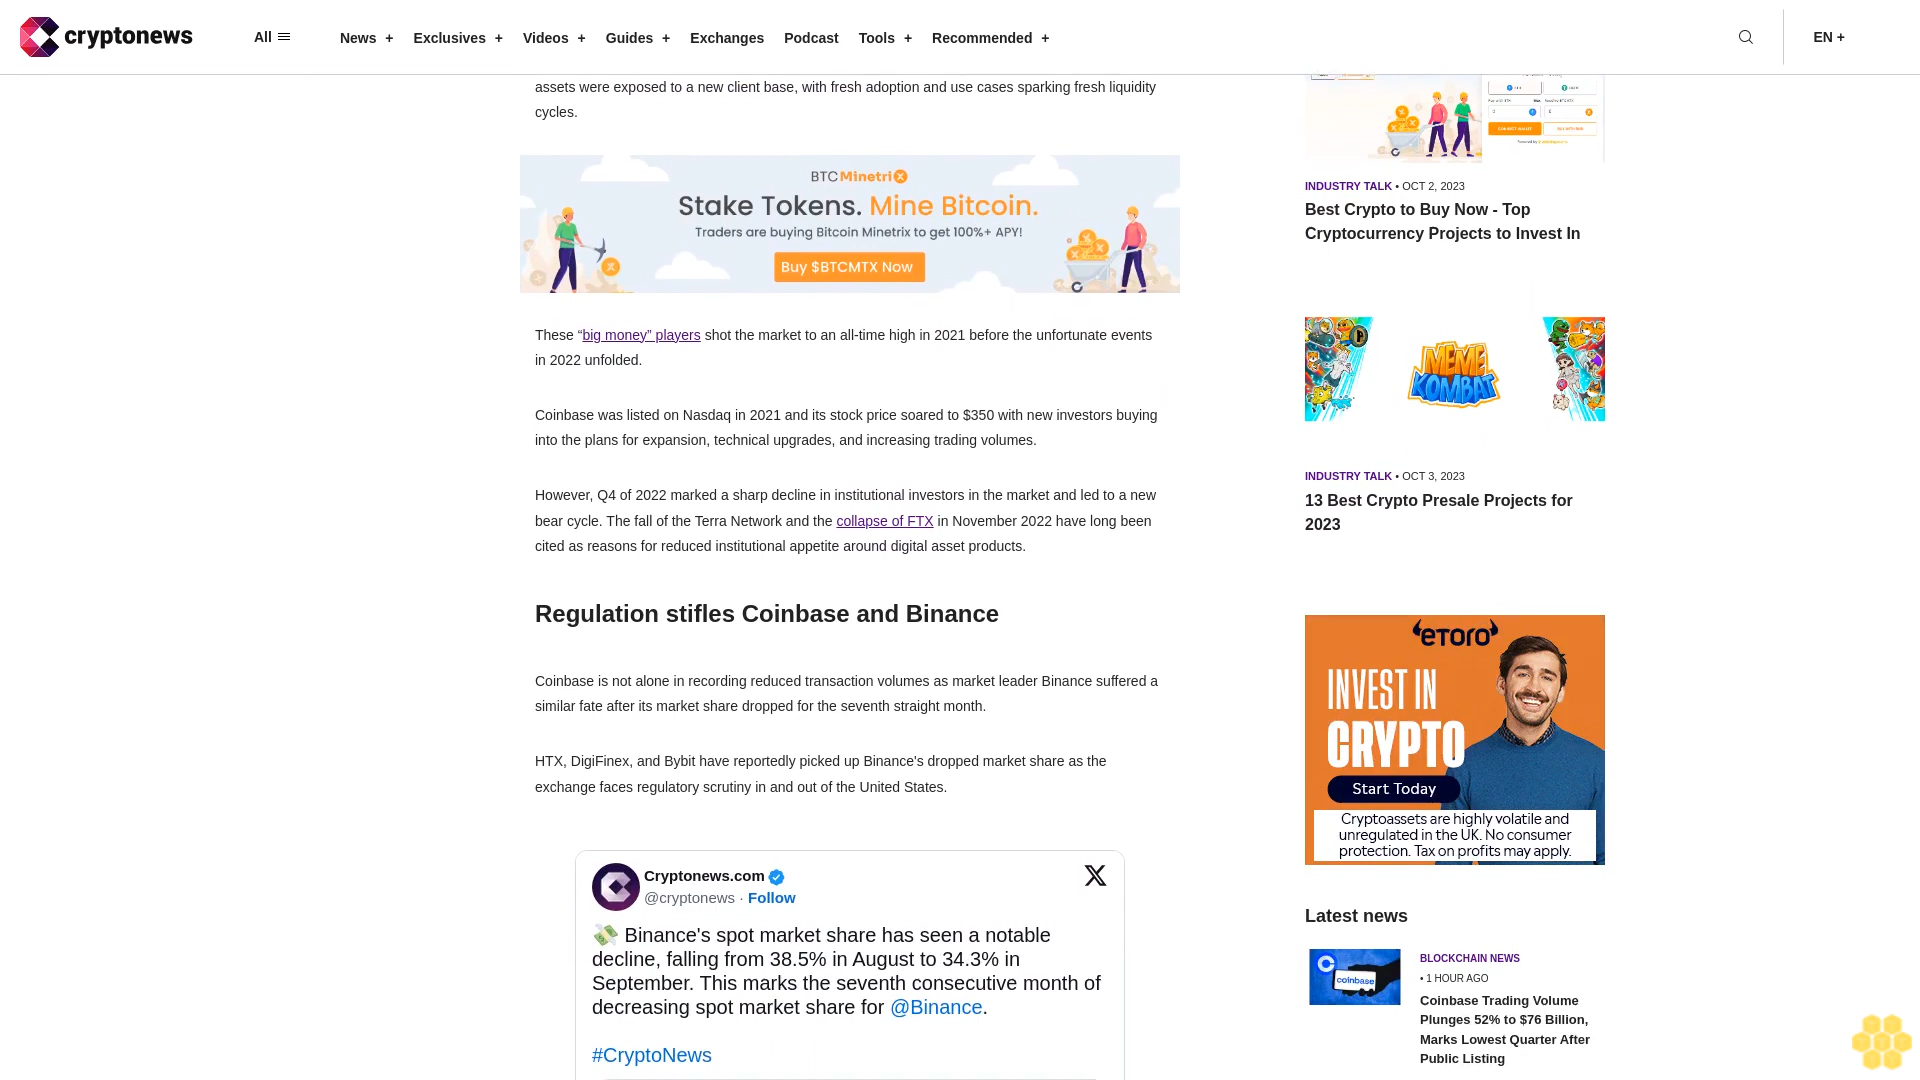 cryptonews
All
News +
Exclusives +
Videos +
Guides +
Exchanges
Podcast
Tools +
Recommended +
EN +
assets were exposed to a new client base, with fresh adoption and use cases sparking fresh liquidity
cycles.
BTCMinetrix
Stake Tokens. Mine Bitcoin.
Traders are buying Bitcoin Minetrix to get 100%+ APY!
Buy $BTCMTX Now
These “big money” players shot the market to an all-time high in 2021 before the unfortunate events
in 2022 unfolded.
Coinbase was listed on Nasdaq in 2021 and its stock price soared to $350 with new investors buying
into the plans for expansion, technical upgrades, and increasing trading volumes.
However, Q4 of 2022 marked a sharp decline in institutional investors in the market and led to a new
bear cycle. The fall of the Terra Network and the collapse of FTX in November 2022 have long been
cited as reasons for reduced institutional appetite around digital asset products.
Regulation stifles Coinbase and Binance
Coinbase is not alone in recording reduced transaction volumes as market leader Binance suffered a
similar fate after its market share dropped for the seventh straight month.
HTX, DigiFinex, and Bybit have reportedly picked up Binance's dropped market share as the
exchange faces regulatory scrutiny in and out of the United States.
Cryptonews.com
@cryptonews · Follow
💸 Binance's spot market share has seen a notable
decline, falling from 38.5% in August to 34.3% in
September. This marks the seventh consecutive month of
decreasing spot market share for @Binance.
#CryptoNews
INDUSTRY TALK • OCT 2, 2023
Best Crypto to Buy Now - Top
Cryptocurrency Projects to Invest In
MEME
KOMBAT
INDUSTRY TALK • OCT 3, 2023
13 Best Crypto Presale Projects for
2023
eToro
INVEST IN
CRYPTO
Start Today
Cryptoassets are highly volatile and
unregulated in the UK. No consumer
protection. Tax on profits may apply.
Latest news
coinbase
BLOCKCHAIN NEWS
• 1 HOUR AGO
Coinbase Trading Volume
Plunges 52% to $76 Billion,
Marks Lowest Quarter After
Public Listing